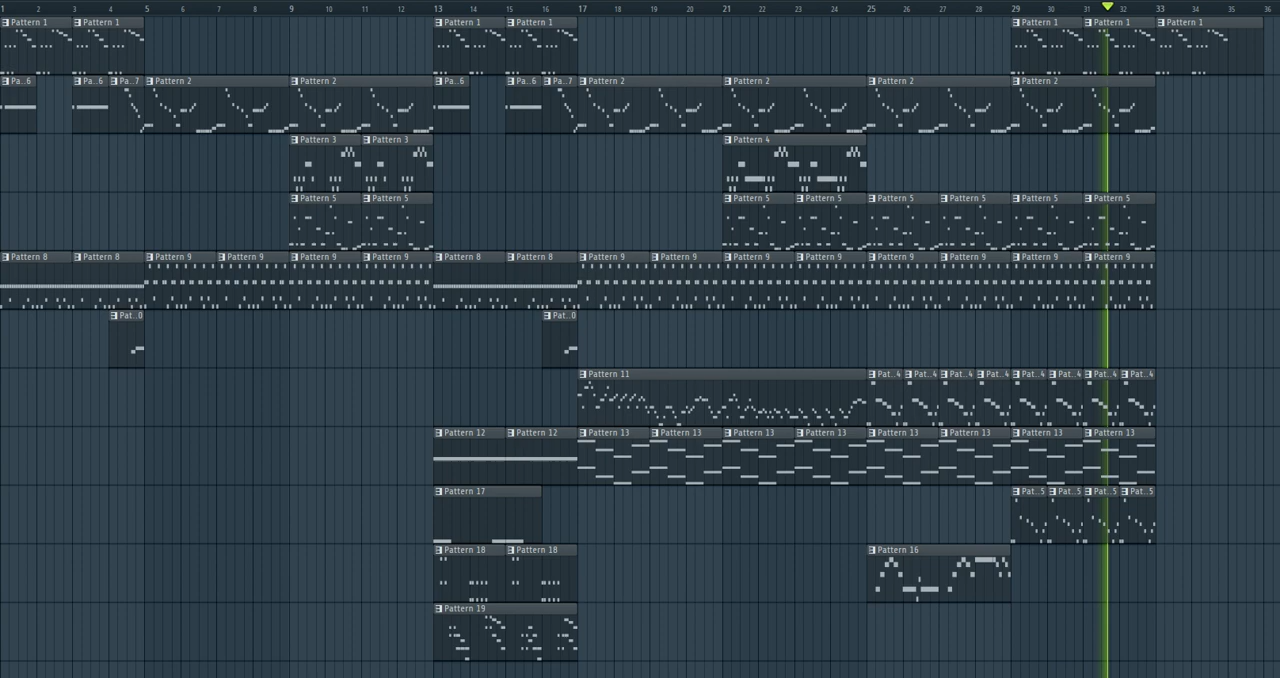 1 2 3 4 5 6 7 8 9 10 11 12 13 14 15 16 17 18 19 20 21 22 23 24 25 26 27 28 29 30 31 32 33 34 35 36
Pattern 1 Pattern 1 Pattern 1 Pattern 1 Pattern 1 Pattern 1 Pattern 1
Pa..6 Pa..6 Pa..7 Pattern 2 Pattern 2 Pa..6 Pa..6 Pa..7 Pattern 2 Pattern 2 Pattern 2 Pattern 2
Pattern 3 Pattern 3 Pattern 4
Pattern 5 Pattern 5 Pattern 5 Pattern 5 Pattern 5 Pattern 5 Pattern 5 Pattern 5
Pattern 8 Pattern 8 Pattern 9 Pattern 9 Pattern 9 Pattern 9 Pattern 8 Pattern 8 Pattern 9 Pattern 9 Pattern 9 Pattern 9 Pattern 9 Pattern 9 Pattern 9 Pattern 9
Pat..0 Pat..0
Pattern 11 Pat..4 Pat..4 Pat..4 Pat..4 Pat..4 Pat..4 Pat..4 Pat..4
Pattern 12 Pattern 12 Pattern 13 Pattern 13 Pattern 13 Pattern 13 Pattern 13 Pattern 13 Pattern 13 Pattern 13
Pattern 17 Pat..5 Pat..5 Pat..5 Pat..5
Pattern 18 Pattern 18 Pattern 16
Pattern 19